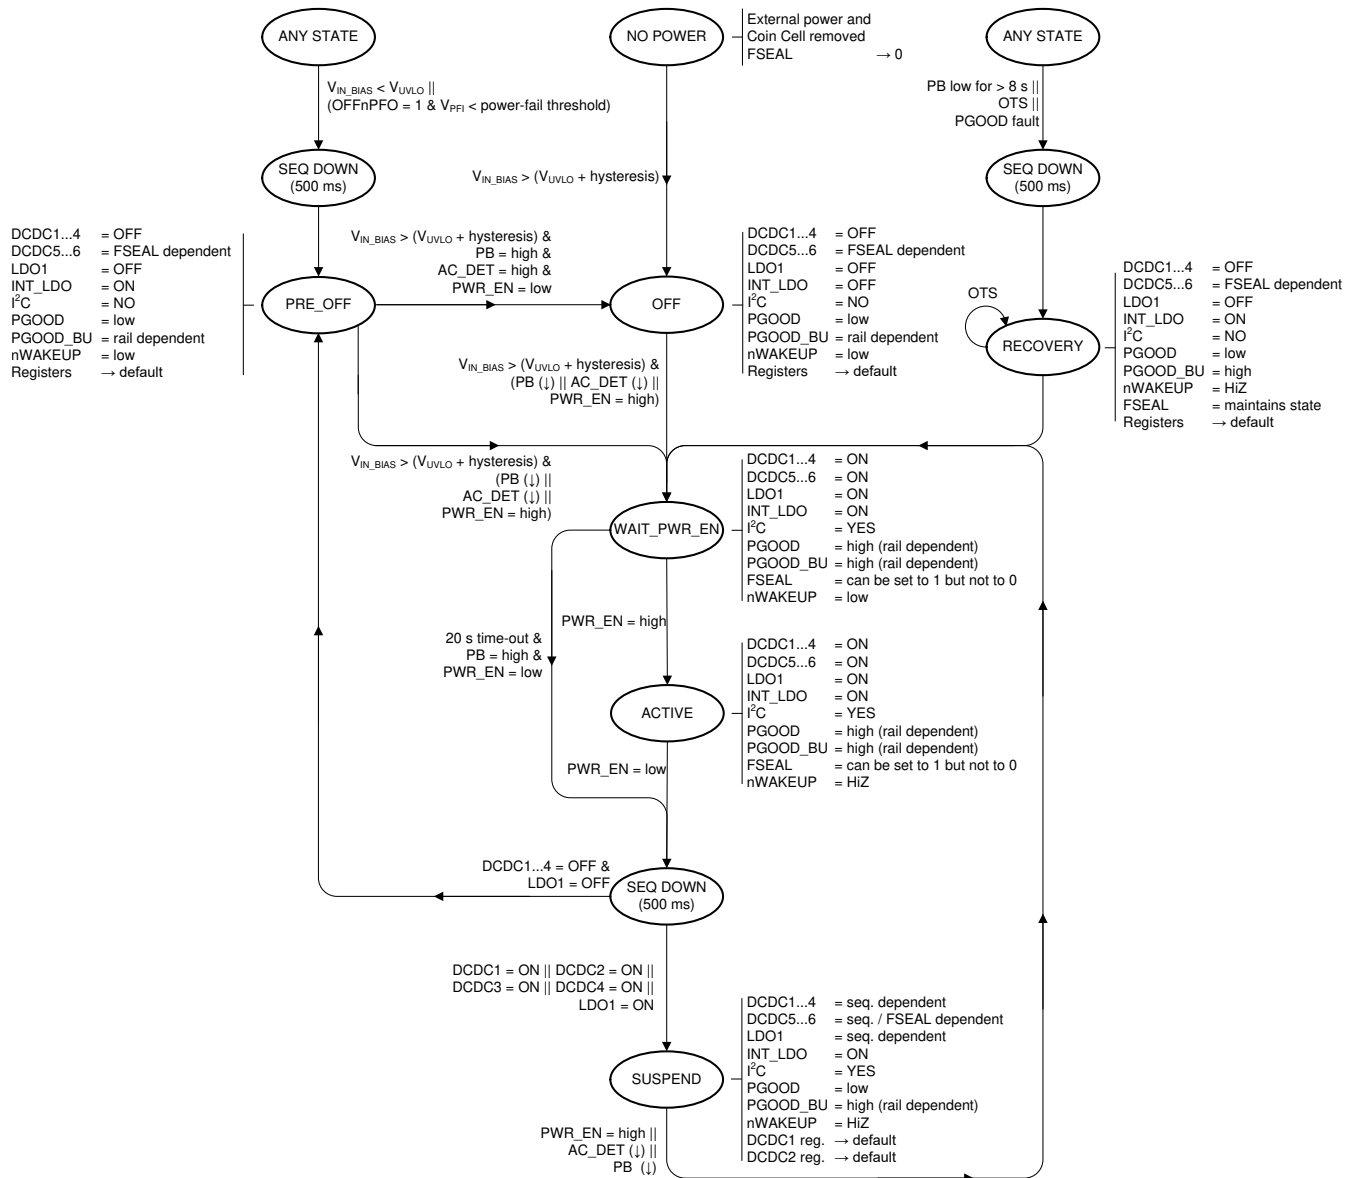 ANY STATE
NO POWER
External power and
Coin Cell removed
FSEAL → 0
ANY STATE
V_IN_BIAS < V_UVLO ||
(OFFnPFO = 1 & V_PFI < power-fail threshold)
PB low for > 8 s ||
OTS ||
PGOOD fault
SEQ DOWN
(500 ms)
V_IN_BIAS > (V_UVLO + hysteresis)
SEQ DOWN
(500 ms)
DCDC1...4 = OFF
DCDC5...6 = FSEAL dependent
LDO1 = OFF
INT_LDO = ON
I²C = NO
PGOOD = low
PGOOD_BU = rail dependent
nWAKEUP = low
Registers → default
PRE_OFF
V_IN_BIAS > (V_UVLO + hysteresis) &
PB = high &
AC_DET = high &
PWR_EN = low
OFF
DCDC1...4 = OFF
DCDC5...6 = FSEAL dependent
LDO1 = OFF
INT_LDO = OFF
I²C = NO
PGOOD = low
PGOOD_BU = rail dependent
nWAKEUP = low
Registers → default
OTS
RECOVERY
DCDC1...4 = OFF
DCDC5...6 = FSEAL dependent
LDO1 = OFF
INT_LDO = ON
I²C = NO
PGOOD = low
PGOOD_BU = high
nWAKEUP = HiZ
FSEAL = maintains state
Registers → default
V_IN_BIAS > (V_UVLO + hysteresis) &
(PB (↓) || AC_DET (↓) ||
PWR_EN = high)
V_IN_BIAS > (V_UVLO + hysteresis) &
(PB (↓) ||
AC_DET (↓) ||
PWR_EN = high)
WAIT_PWR_EN
DCDC1...4 = ON
DCDC5...6 = ON
LDO1 = ON
INT_LDO = ON
I²C = YES
PGOOD = high (rail dependent)
PGOOD_BU = high (rail dependent)
FSEAL = can be set to 1 but not to 0
nWAKEUP = low
PWR_EN = high
20 s time-out &
PB = high &
PWR_EN = low
ACTIVE
DCDC1...4 = ON
DCDC5...6 = ON
LDO1 = ON
INT_LDO = ON
I²C = YES
PGOOD = high (rail dependent)
PGOOD_BU = high (rail dependent)
FSEAL = can be set to 1 but not to 0
nWAKEUP = HiZ
PWR_EN = low
DCDC1...4 = OFF &
LDO1 = OFF
SEQ DOWN
(500 ms)
DCDC1 = ON || DCDC2 = ON ||
DCDC3 = ON || DCDC4 = ON ||
LDO1 = ON
SUSPEND
DCDC1...4 = seq. dependent
DCDC5...6 = seq. / FSEAL dependent
LDO1 = seq. dependent
INT_LDO = ON
I²C = YES
PGOOD = low
PGOOD_BU = high (rail dependent)
nWAKEUP = HiZ
DCDC1 reg. → default
DCDC2 reg. → default
PWR_EN = high ||
AC_DET (↓) ||
PB (↓)